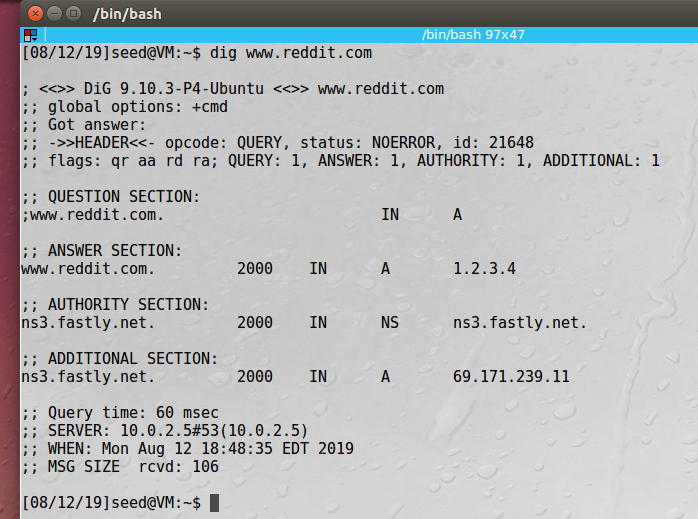 /bin/bash
/bin/bash 97x47
[08/12/19]seed@VM:~$ dig www.reddit.com
; <<>> DiG 9.10.3-P4-Ubuntu <<>> www.reddit.com
;; global options: +cmd
;; Got answer:
;; ->>HEADER<<- opcode: QUERY, status: NOERROR, id: 21648
;; flags: qr aa rd ra; QUERY: 1, ANSWER: 1, AUTHORITY: 1, ADDITIONAL: 1
;; QUESTION SECTION:
;www.reddit.com. IN A
;; ANSWER SECTION:
www.reddit.com. 2000 IN A 1.2.3.4
;; AUTHORITY SECTION:
ns3.fastly.net. 2000 IN NS ns3.fastly.net.
;; ADDITIONAL SECTION:
ns3.fastly.net. 2000 IN A 69.171.239.11
;; Query time: 60 msec
;; SERVER: 10.0.2.5#53(10.0.2.5)
;; WHEN: Mon Aug 12 18:48:35 EDT 2019
;; MSG SIZE rcvd: 106
[08/12/19]seed@VM:~$